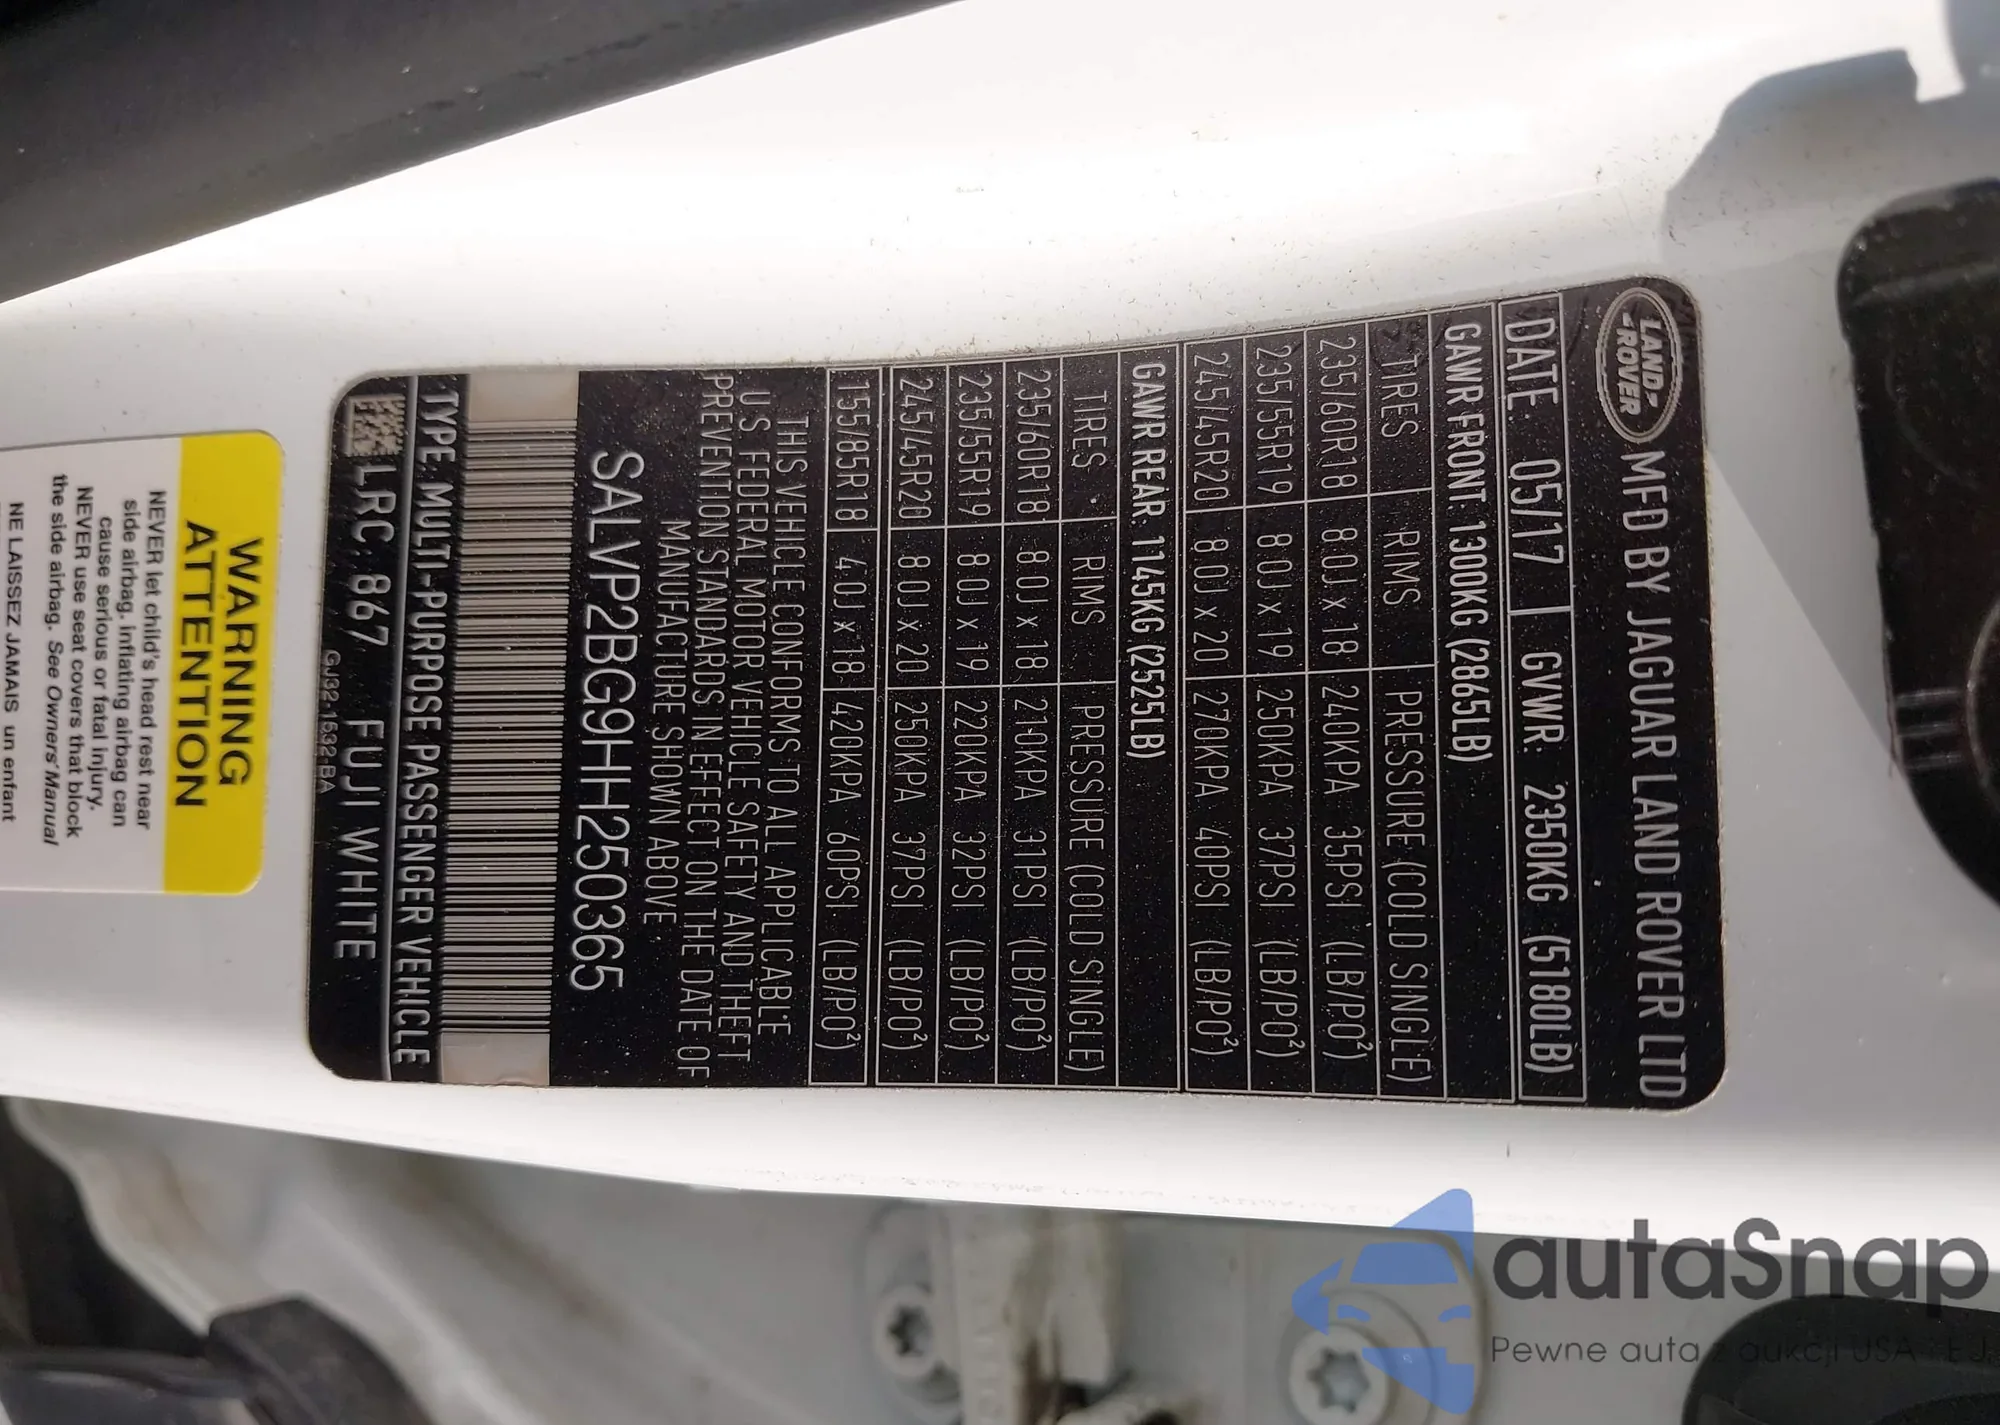 LAND-
-ROVER
MFD BY JAGUAR LAND ROVER LTD
DATE: 05/17 GVWR: 2350KG (5180LB)
GAWR FRONT: 1300KG (2865LB)
TIRES RIMS PRESSURE (COLD SINGLE)
235/60R18 8.0J x 18 240KPA 35PSI (LB/PO²)
235/55R19 8.0J x 19 250KPA 37PSI (LB/PO²)
245/45R20 8.0J x 20 270KPA 40PSI (LB/PO²)
GAWR REAR: 1145KG (2525LB)
TIRES RIMS PRESSURE (COLD SINGLE)
235/60R18 8.0J x 18 210KPA 31PSI (LB/PO²)
235/55R19 8.0J x 19 220KPA 32PSI (LB/PO²)
245/45R20 8.0J x 20 250KPA 37PSI (LB/PO²)
155/85R18 4.0J x 18 420KPA 60PSI (LB/PO²)
THIS VEHICLE CONFORMS TO ALL APPLICABLE
U.S. FEDERAL MOTOR VEHICLE SAFETY AND THEFT
PREVENTION STANDARDS IN EFFECT ON THE DATE OF
MANUFACTURE SHOWN ABOVE.
SALVP2BG9HH250365
TYPE: MULTI-PURPOSE PASSENGER VEHICLE
LRC: 867 FUJI WHITE
GJ32-1532-BA
WARNING
ATTENTION
NEVER let child's head rest near
side airbag, inflating airbag can
cause serious or fatal injury.
NEVER use seat covers that block
the side airbag. See Owners'Manual
NE LAISSEZ JAMAIS un enfant
autaSnap
Pewne auta z aukcji USA